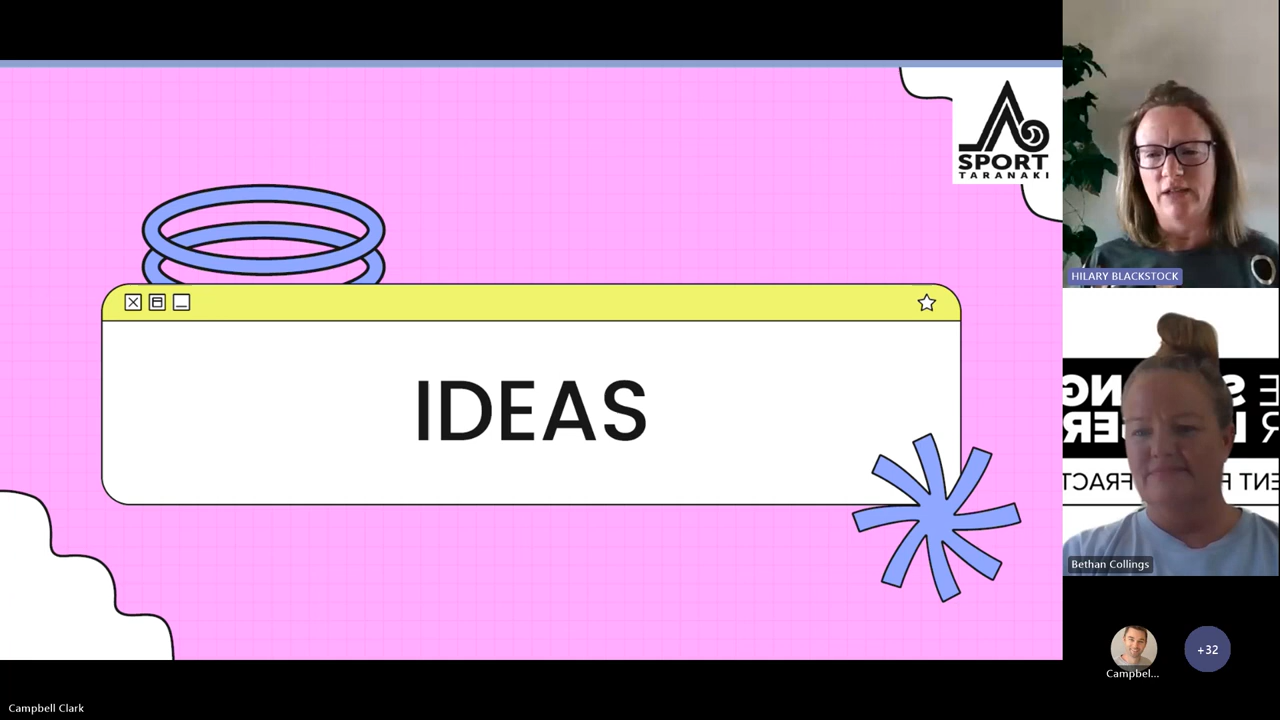 SPORT
TARANAKI
IDEAS
HILARY BLACKSTOCK
Bethan Collings
Campbel...
+32
Campbell Clark